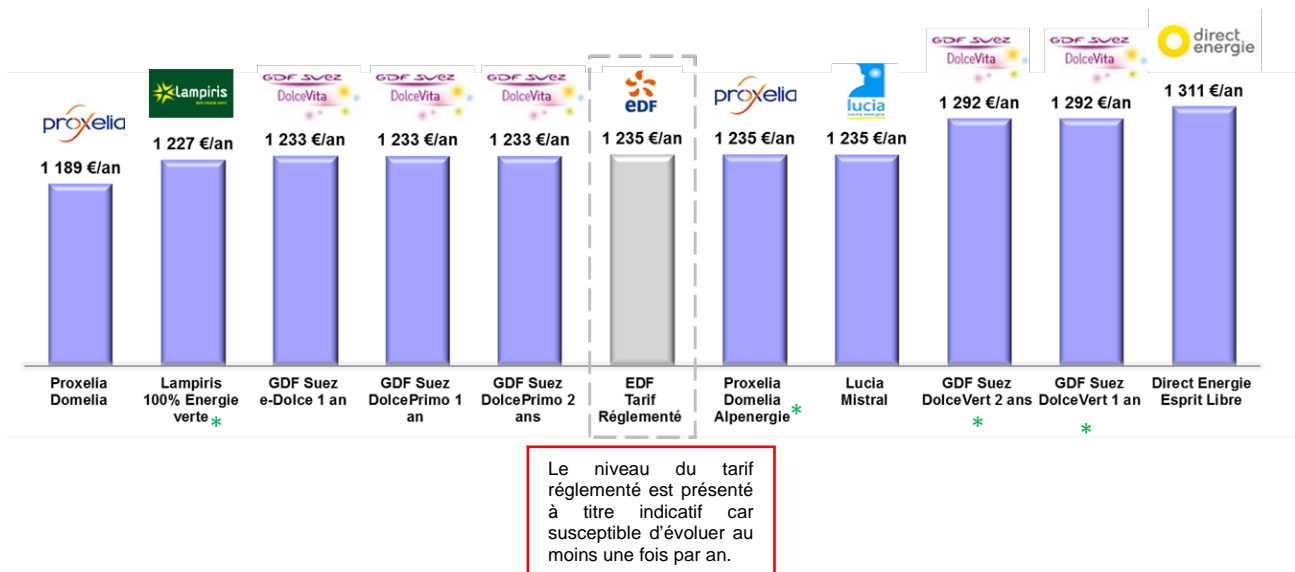 direct
energie
GDF SUEZ
DolceVita
GDF SUEZ
DolceVita
Lampiris
GDF SUEZ
DolceVita
GDF SUEZ
DolceVita
GDF SUEZ
DolceVita
eDF
proxelia
lucia
proxelia
1 189 €/an
1 227 €/an
1 233 €/an
1 233 €/an
1 233 €/an
1 235 €/an
1 235 €/an
1 235 €/an
1 292 €/an
1 292 €/an
1 311 €/an
Proxelia
Domelia
Lampiris
100% Energie
verte *
GDF Suez
e-Dolce 1 an
GDF Suez
DolcePrimo 1
an
GDF Suez
DolcePrimo 2
ans
EDF
Tarif
Réglementé
Proxelia
Domelia
Alpenergie *
Lucia
Mistral
GDF Suez
DolceVert 2 ans
*
GDF Suez
DolceVert 1 an
*
Direct Energie
Esprit Libre
Le niveau du tarif
réglementé est présenté
à titre indicatif car
susceptible d'évoluer au
moins une fois par an.